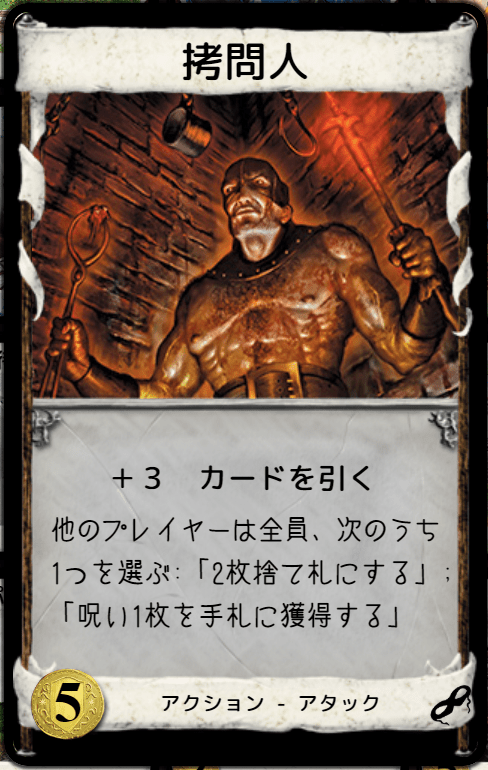 拷問人
+3 カードを引く
他のプレイヤーは全員、次のうち
1つを選ぶ:「2枚捨て札にする」;
「呪い1枚を手札に獲得する」
5
アクション - アタック